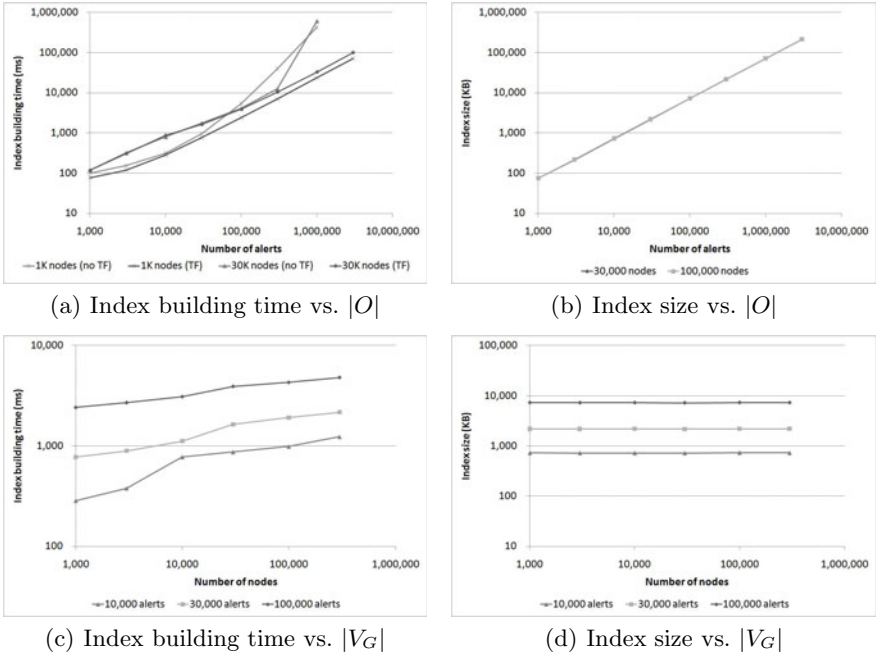 1,000,000
100,000
10,000
1,000
100
10
Index building time (ms)
1,000 10,000 100,000 1,000,000 10,000,000
Number of alerts
1K nodes (no TF) 1K nodes (TF) 30K nodes (no TF) 30K nodes (TF)
(a) Index building time vs. |O|
1,000,000
100,000
10,000
1,000
100
10
Index size (KB)
1,000 10,000 100,000 1,000,000 10,000,000
Number of alerts
30,000 nodes 100,000 nodes
(b) Index size vs. |O|
10,000
1,000
100
Index building time (ms)
1,000 10,000 100,000 1,000,000
Number of nodes
10,000 alerts 30,000 alerts 100,000 alerts
(c) Index building time vs. |V_G|
100,000
10,000
1,000
100
10
Index size (KB)
1,000 10,000 100,000 1,000,000
Number of nodes
10,000 alerts 30,000 alerts 100,000 alerts
(d) Index size vs. |V_G|